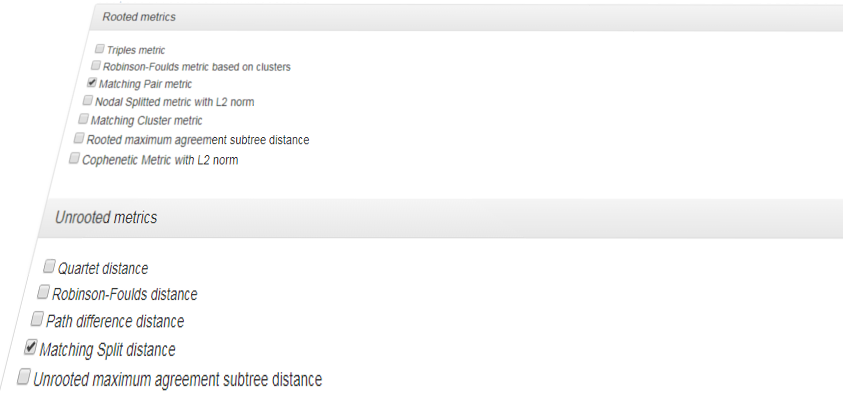 Rooted metrics
Triples metric
Robinson-Foulds metric based on clusters
Matching Pair metric
Nodal Splitted metric with L2 norm
Matching Cluster metric
Rooted maximum agreement subtree distance
Cophenetic Metric with L2 norm
Unrooted metrics
Quartet distance
Robinson-Foulds distance
Path difference distance
Matching Split distance
Unrooted maximum agreement subtree distance